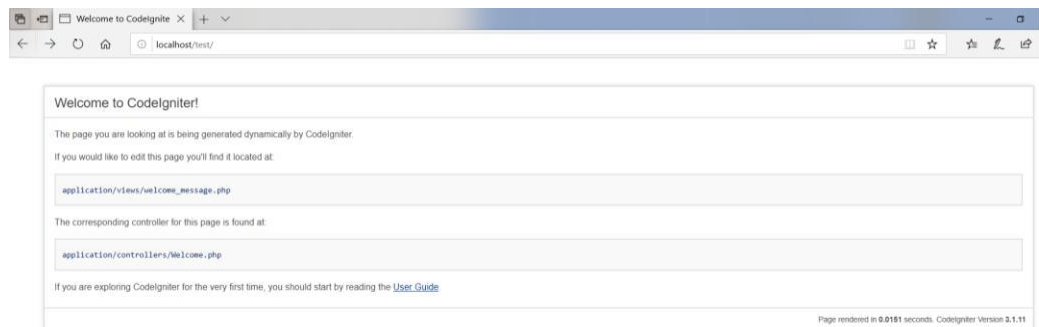 Welcome to CodeIgnite
localhost/test/
Welcome to CodeIgniter!
The page you are looking at is being generated dynamically by CodeIgniter.
If you would like to edit this page you'll find it located at:
application/views/welcome_message.php
The corresponding controller for this page is found at:
application/controllers/Welcome.php
If you are exploring CodeIgniter for the very first time, you should start by reading the User Guide
Page rendered in 0.0151 seconds. CodeIgniter Version 3.1.11